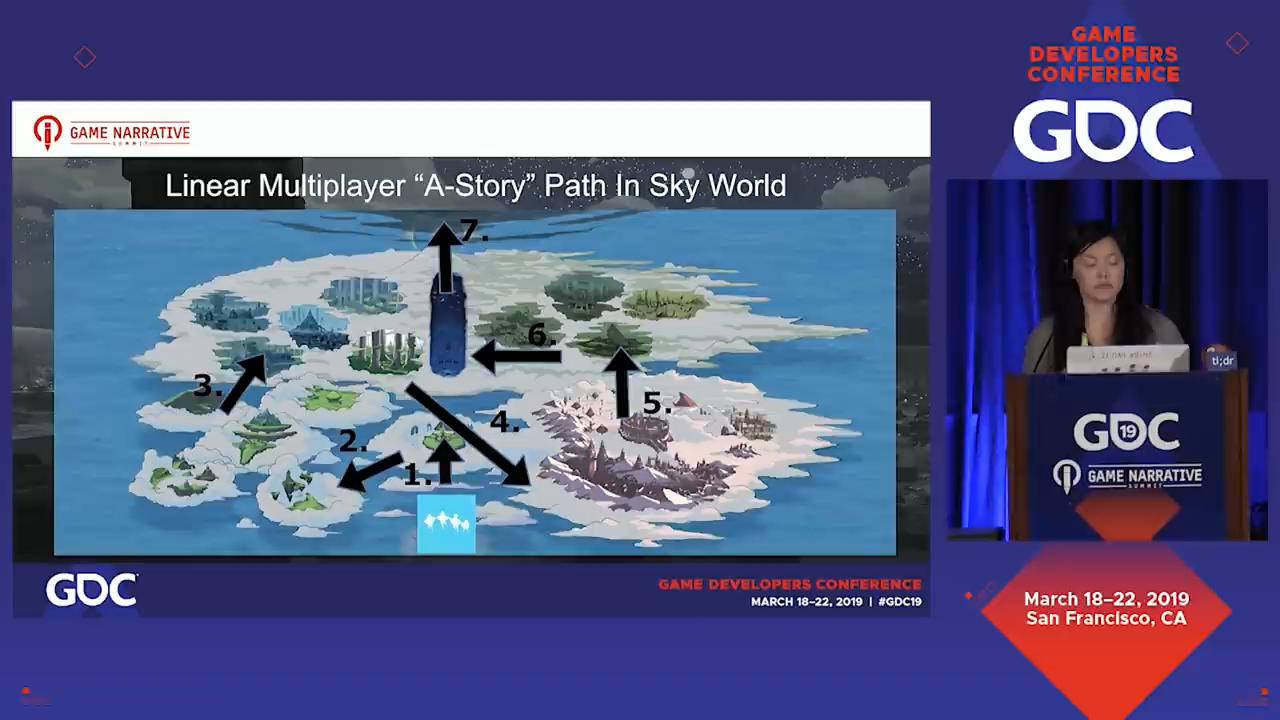 GAME
DEVELOPERS
CONFERENCE
GDC
GAME NARRATIVE
SUMMIT
Linear Multiplayer “A-Story” Path In Sky World
7.
6.
3.
5.
4.
2.
1.
tl;dr
GDC
19
GAME NARRATIVE
SUMMIT
GDC
GAME DEVELOPERS CONFERENCE
MARCH 18–22, 2019 | #GDC19
March 18–22, 2019
San Francisco, CA